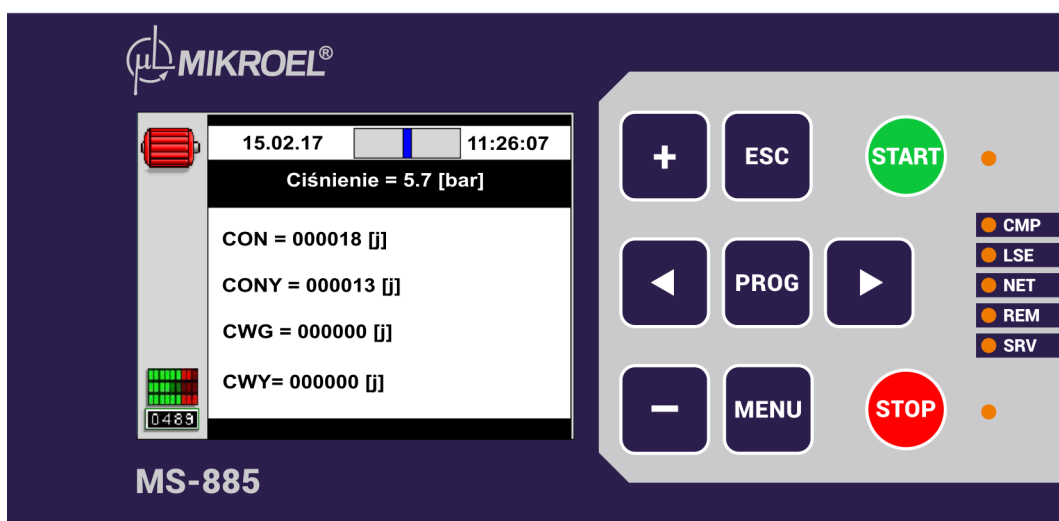 µL MIKROEL®
15.02.17 11:26:07
Ciśnienie = 5.7 [bar]
CON = 000018 [j]
CONY = 000013 [j]
CWG = 000000 [j]
CWY= 000000 [j]
0489
MS-885
+ ESC START
PROG
− MENU STOP
CMP
LSE
NET
REM
SRV